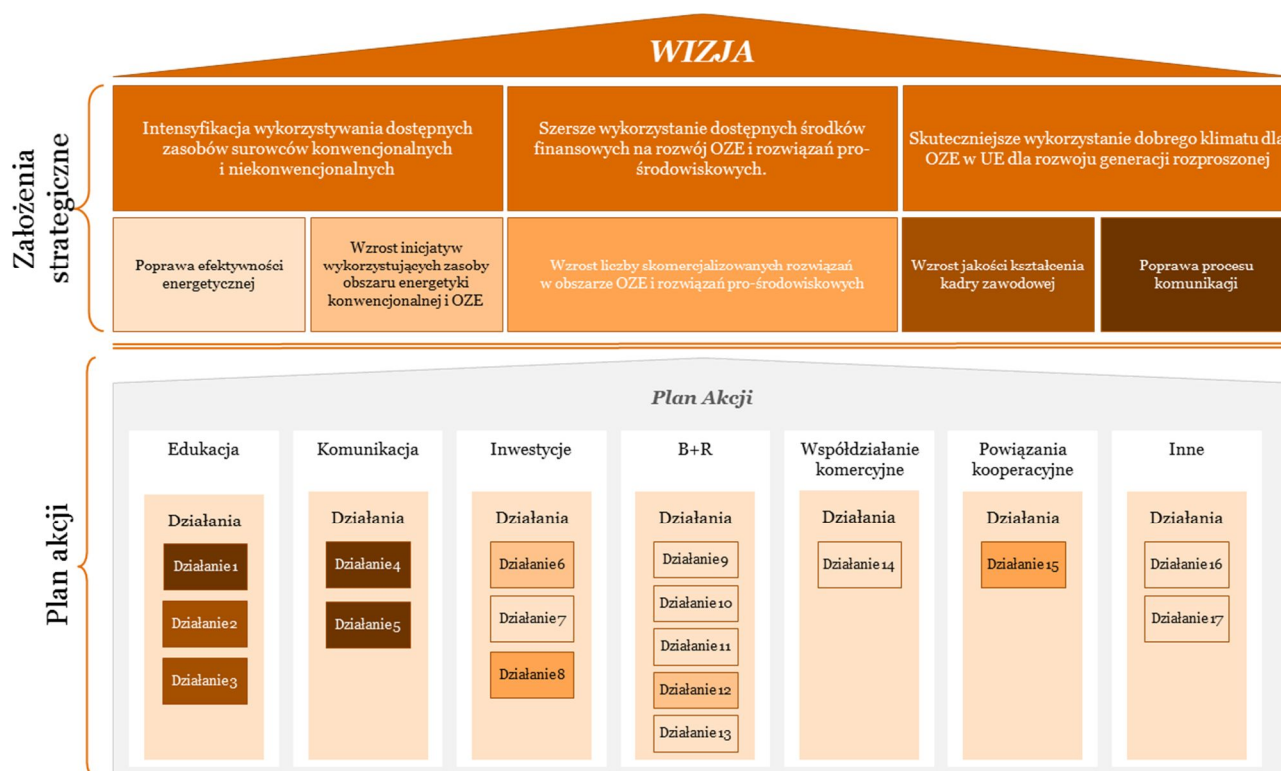 WIZJA
Założenia
strategiczne
Intensyfikacja wykorzystywania dostępnych
zasobów surowców konwencjonalnych
i niekonwencjonalnych
Szersze wykorzystanie dostępnych środków
finansowych na rozwój OZE i rozwiązań pro-
środowiskowych.
Skuteczniejsze wykorzystanie dobrego klimatu dla
OZE w UE dla rozwoju generacji rozproszonej
Poprawa efektywności
energetycznej
Wzrost inicjatyw
wykorzystujących zasoby
obszaru energetyki
konwencjonalnej i OZE
Wzrost liczby skomercjalizowanych rozwiązań
w obszarze OZE i rozwiązań pro-środowiskowych
Wzrost jakości kształcenia
kadry zawodowej
Poprawa procesu
komunikacji
Plan akcji
Plan Akcji
Edukacja
Działania
Działanie 1
Działanie 2
Działanie 3
Komunikacja
Działania
Działanie 4
Działanie 5
Inwestycje
Działania
Działanie 6
Działanie 7
Działanie 8
B+R
Działania
Działanie 9
Działanie 10
Działanie 11
Działanie 12
Działanie 13
Współdziałanie
komercyjne
Działania
Działanie 14
Powiązania
kooperacyjne
Działania
Działanie 15
Inne
Działania
Działanie 16
Działanie 17